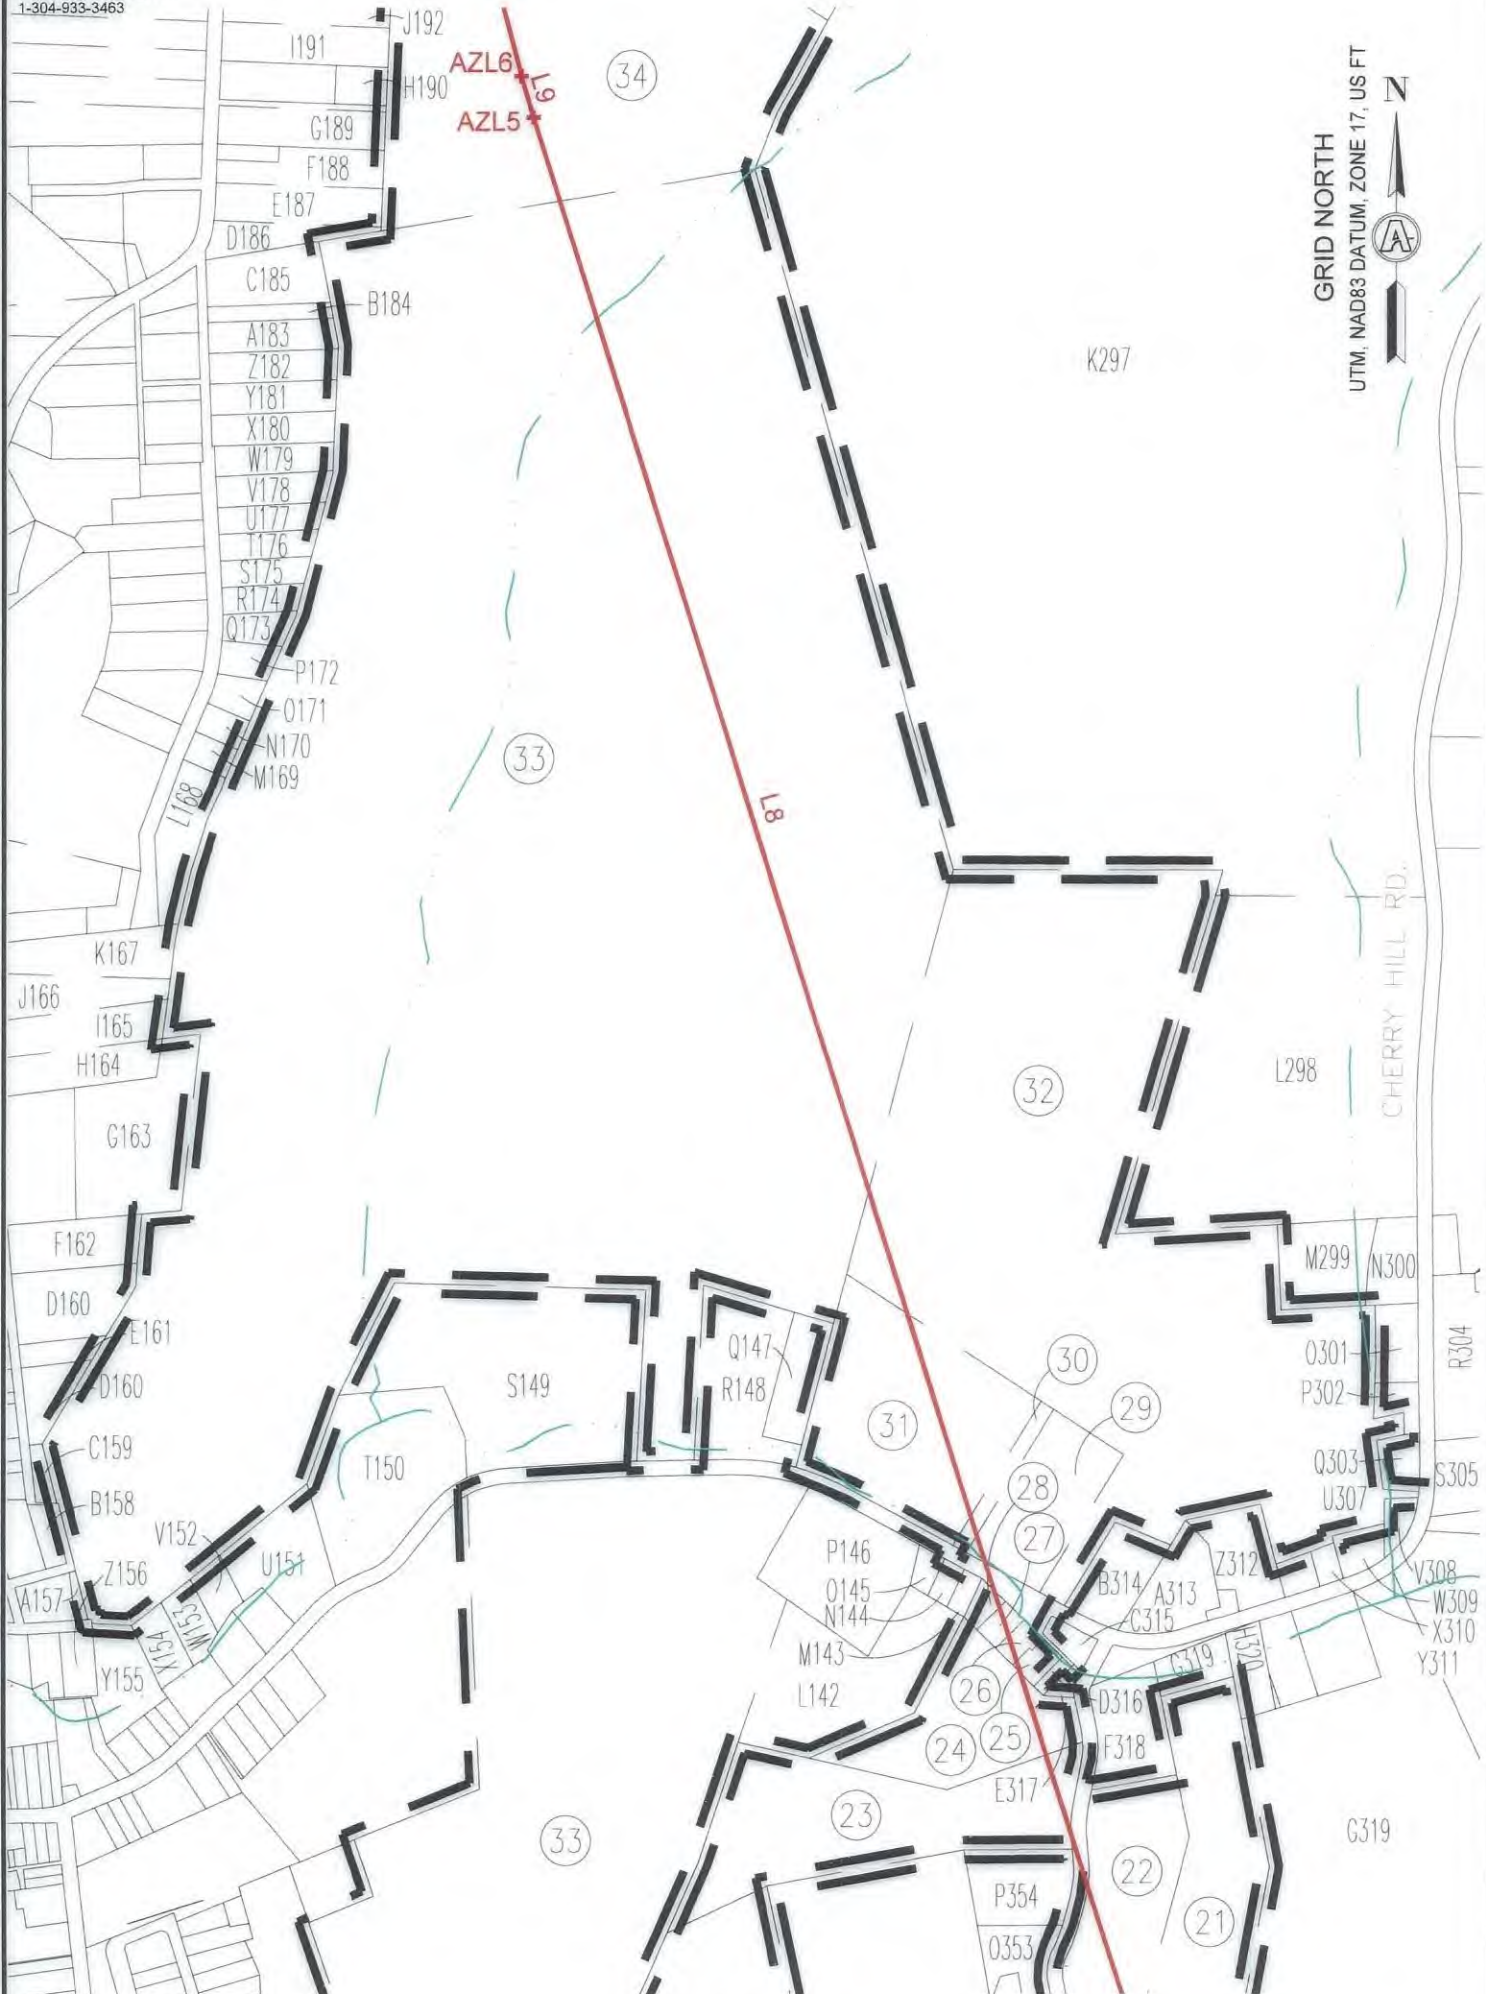 1-304-933-3463
J192
I191
AZL6
L9
34
H190
AZL5
G189
F188
E187
D186
C185
B184
A183
Z182
Y181
X180
W179
V178
U177
T176
S175
R174
Q173
P172
O171
N170
M169
L168
GRID NORTH
UTM, NAD83 DATUM, ZONE 17, US FT
N
A
K297
33
L8
CHERRY HILL RD.
K167
J166
I165
H164
G163
F162
D160
E161
D160
C159
B158
Z156
A157
Y155
X154
W153
V152
U151
T150
S149
R148
Q147
32
L298
M299
N300
O301
P302
R304
Q303
S305
U307
V308
W309
X310
Y311
Z312
A313
B314
C315
31
30
29
28
27
P146
O145
N144
M143
L142
26
25
24
D316
G319
H320
F318
E317
23
33
22
21
G319
P354
O353